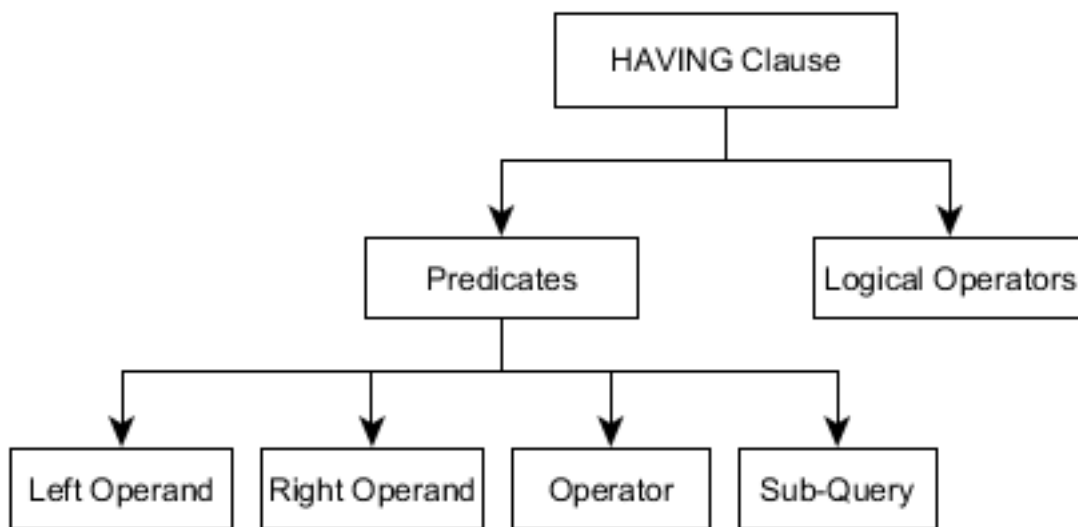 HAVING Clause
Predicates
Logical Operators
Left Operand
Right Operand
Operator
Sub-Query